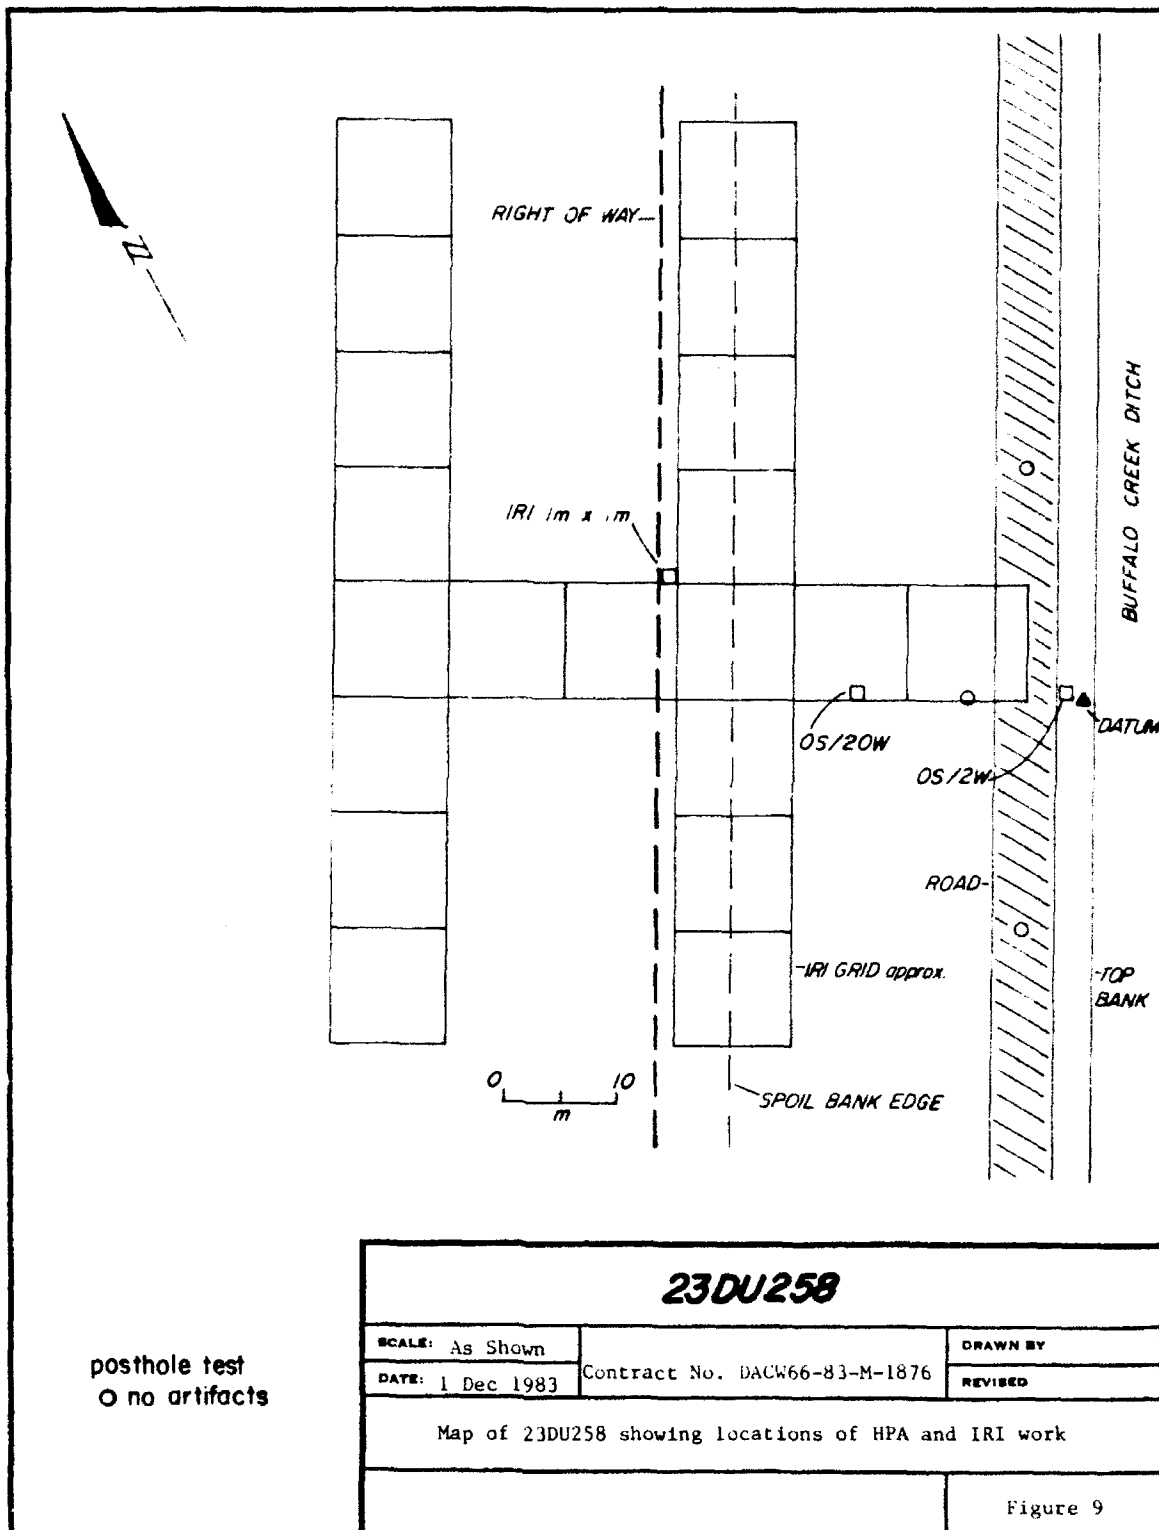 N
RIGHT OF WAY
IRI 1m x 1m
BUFFALO CREEK DITCH
OS/20W
DATUM
OS/2W
ROAD
IRI GRID approx.
TOP
BANK
0 10
m
SPOIL BANK EDGE
posthole test
O no artifacts
23DU258
SCALE: As Shown
DATE: 1 Dec 1983
Contract No. DACW66-83-M-1876
DRAWN BY
REVISED
Map of 23DU258 showing locations of HPA and IRI work
Figure 9